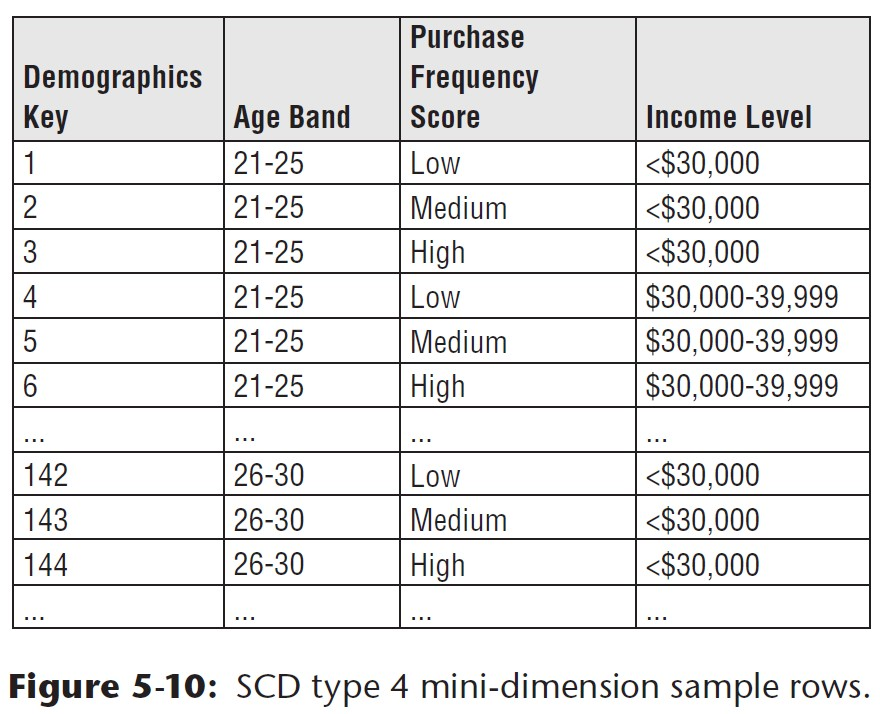 Demographics Key | Age Band | Purchase Frequency Score | Income Level
1 | 21-25 | Low | <$30,000
2 | 21-25 | Medium | <$30,000
3 | 21-25 | High | <$30,000
4 | 21-25 | Low | $30,000-39,999
5 | 21-25 | Medium | $30,000-39,999
6 | 21-25 | High | $30,000-39,999
... | ... | ... | ...
142 | 26-30 | Low | <$30,000
143 | 26-30 | Medium | <$30,000
144 | 26-30 | High | <$30,000
... | ... | ... | ...
Figure 5-10: SCD type 4 mini-dimension sample rows.